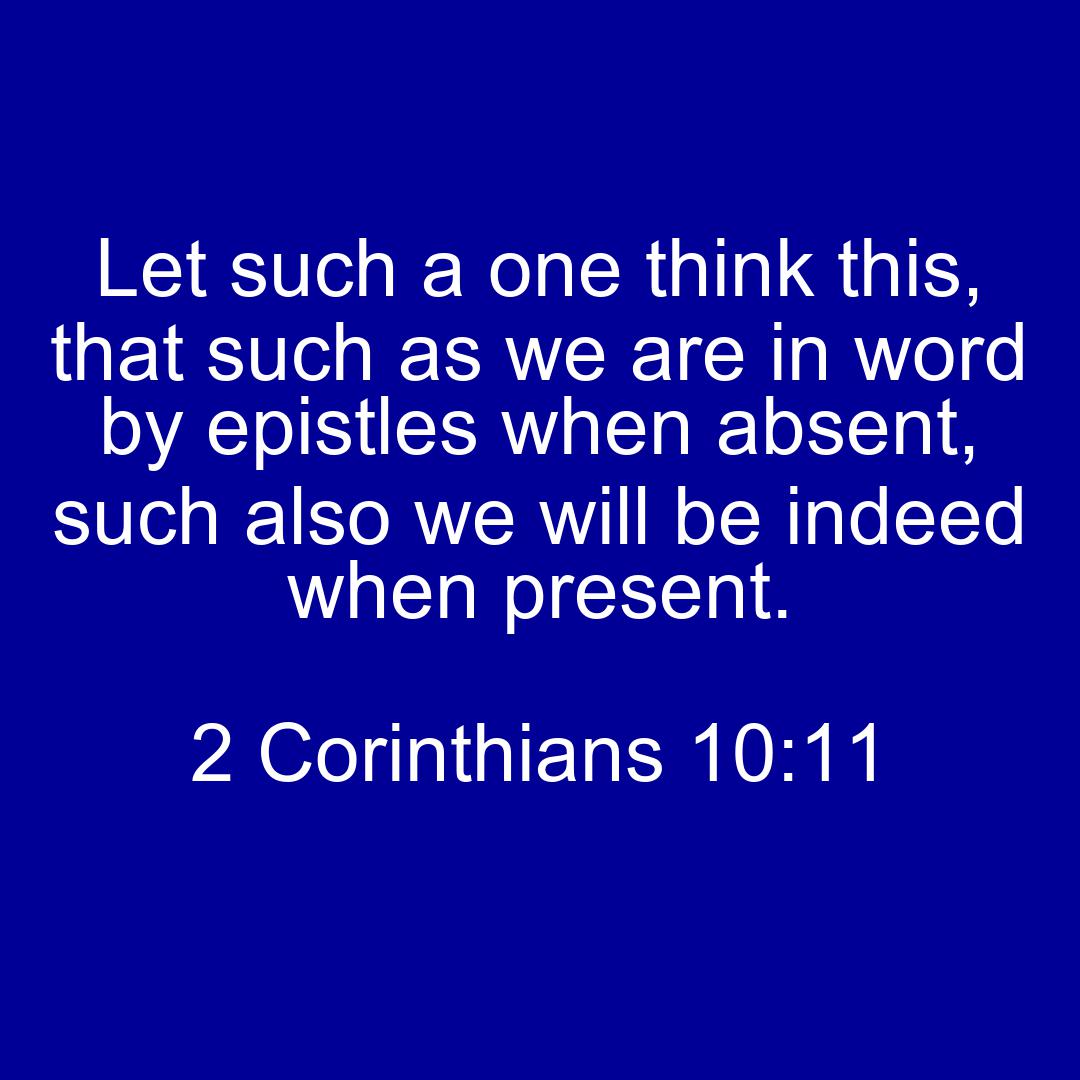 Let such a one think this,
that such as we are in word
by epistles when absent,
such also we will be indeed
when present.
2 Corinthians 10:11